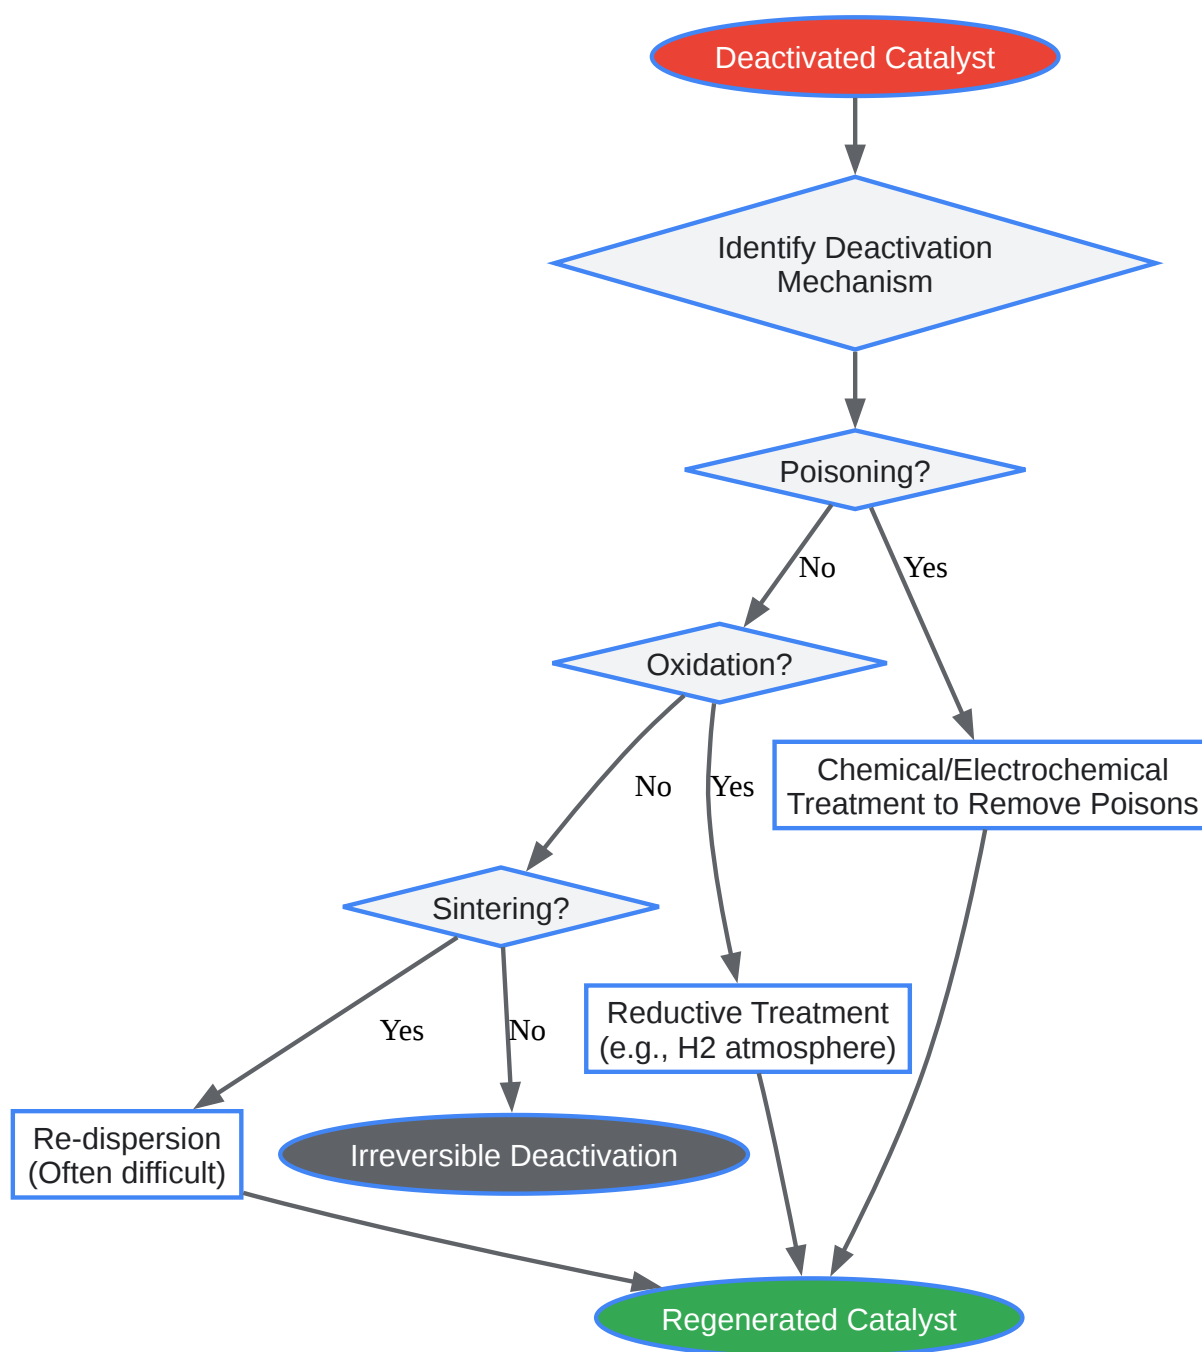 Deactivated Catalyst
Identify Deactivation
Mechanism
Poisoning?
No
Yes
Oxidation?
No
Yes
Chemical/Electrochemical
Treatment to Remove Poisons
Sintering?
Yes
No
Reductive Treatment
(e.g., H2 atmosphere)
Re-dispersion
(Often difficult)
Irreversible Deactivation
Regenerated Catalyst